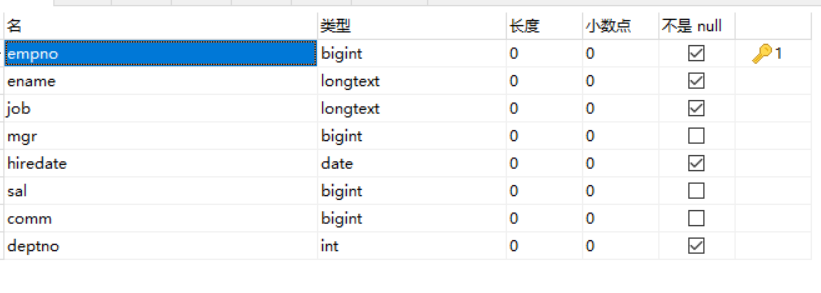 名 类型 长度 小数点 不是 null
empno bigint 0 0 1
ename longtext 0 0
job longtext 0 0
mgr bigint 0 0
hiredate date 0 0
sal bigint 0 0
comm bigint 0 0
deptno int 0 0